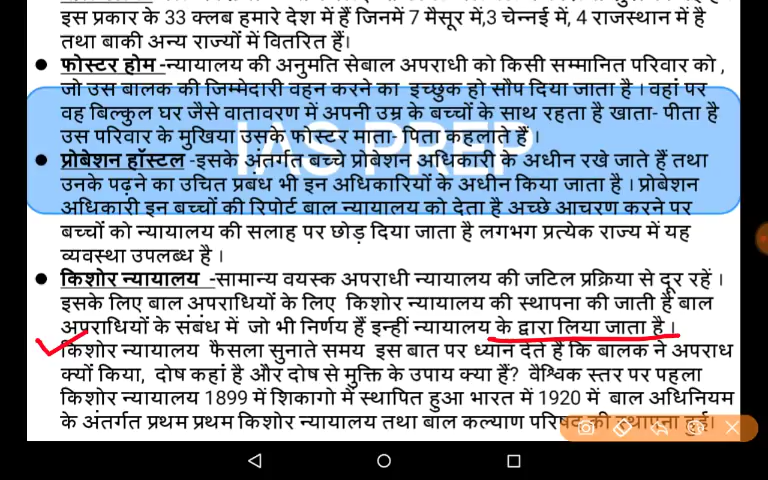 इस प्रकार के 33 क्लब हमारे देश में हैं जिनमें 7 मैसूर में,3 चेन्नई में, 4 राजस्थान में है
तथा बाकी अन्य राज्यों में वितरित हैं।
● फोस्टर होम -न्यायालय की अनुमति सेबाल अपराधी को किसी सम्मानित परिवार को ,
जो उस बालक की जिम्मेदारी वहन करने का इच्छुक हो सौप दिया जाता है । वहां पर
वह बिल्कुल घर जैसे वातावरण में अपनी उम्र के बच्चों के साथ रहता है खाता- पीता है
उस परिवार के मुखिया उसके फोस्टर माता- पिता कहलाते हैं ।
IAS PREP
● प्रोबेशन हॉस्टल -इसके अंतर्गत बच्चे प्रोबेशन अधिकारी के अधीन रखे जाते हैं तथा
उनके पढ़ने का उचित प्रबंध भी इन अधिकारियों के अधीन किया जाता है । प्रोबेशन
अधिकारी इन बच्चों की रिपोर्ट बाल न्यायालय को देता है अच्छे आचरण करने पर
बच्चों को न्यायालय की सलाह पर छोड़ दिया जाता है लगभग प्रत्येक राज्य में यह
व्यवस्था उपलब्ध है ।
● किशोर न्यायालय -सामान्य वयस्क अपराधी न्यायालय की जटिल प्रक्रिया से दूर रहें ।
इसके लिए बाल अपराधियों के लिए किशोर न्यायालय की स्थापना की जाती है बाल
अपराधियों के संबंध में जो भी निर्णय हैं इन्हीं न्यायालय के द्वारा लिया जाता है ।
किशोर न्यायालय फैसला सुनाते समय इस बात पर ध्यान देते हैं कि बालक ने अपराध
क्यों किया, दोष कहां है और दोष से मुक्ति के उपाय क्या हैं? वैश्विक स्तर पर पहला
किशोर न्यायालय 1899 में शिकागो में स्थापित हुआ भारत में 1920 में बाल अधिनियम
के अंतर्गत प्रथम प्रथम किशोर न्यायालय तथा बाल कल्याण परिषद की स्थापना हुई।